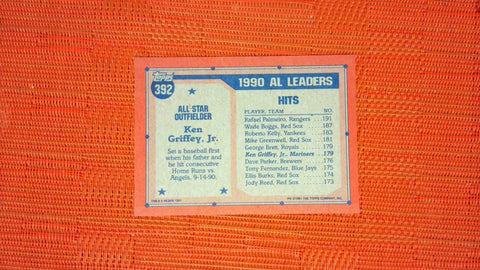 Topps
392
1990 AL LEADERS
ALL-STAR
OUTFIELDER
Ken
Griffey, Jr.
Set a baseball first
when his father and
he hit consecutive
Home Runs vs.
Angels, 9-14-90.
HITS
PLAYER, TEAM NO.
Rafael Palmeiro, Rangers ..191
Wade Boggs, Red Sox .....187
Roberto Kelly, Yankees ....183
Mike Greenwell, Red Sox ..181
George Brett, Royals .......179
Ken Griffey, Jr., Mariners ..179
Dave Parker, Brewers .....176
Tony Fernandez, Blue Jays 175
Ellis Burks, Red Sox .......174
Jody Reed, Red Sox .......173